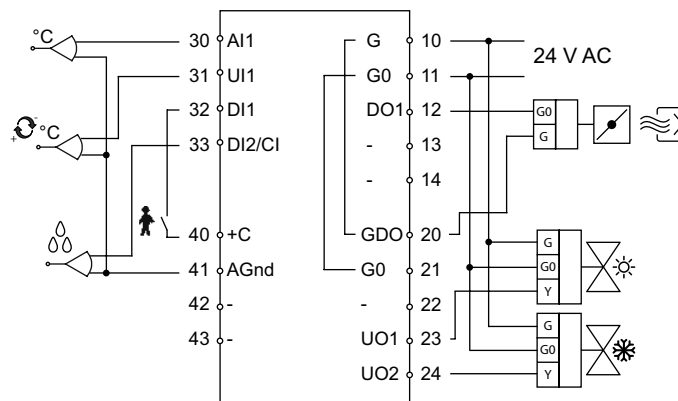 °C
30 AI1 G 10
24 V AC
+ - °C
31 UI1 G0 11
32 DI1 DO1 12
G0
G
33 DI2/CI - 13
- 14
40 +C GDO 20
G
G0
Y
41 AGnd G0 21
42 - - 22
43 - UO1 23
G
G0
Y
UO2 24